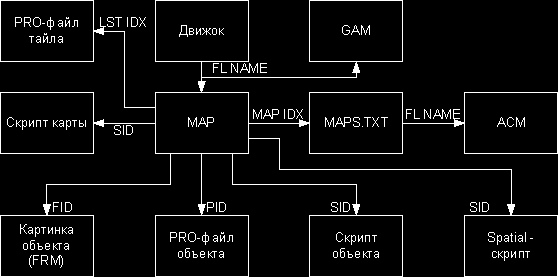 PRO-файл
тайла
LST IDX
Движок
GAM
FL NAME
Скрипт карты
SID
MAP
MAP IDX
MAPS.TXT
FL NAME
ACM
FID
PID
SID
SID
Картинка
объекта
(FRM)
PRO-файл
объекта
Скрипт
объекта
Spatial-
скрипт